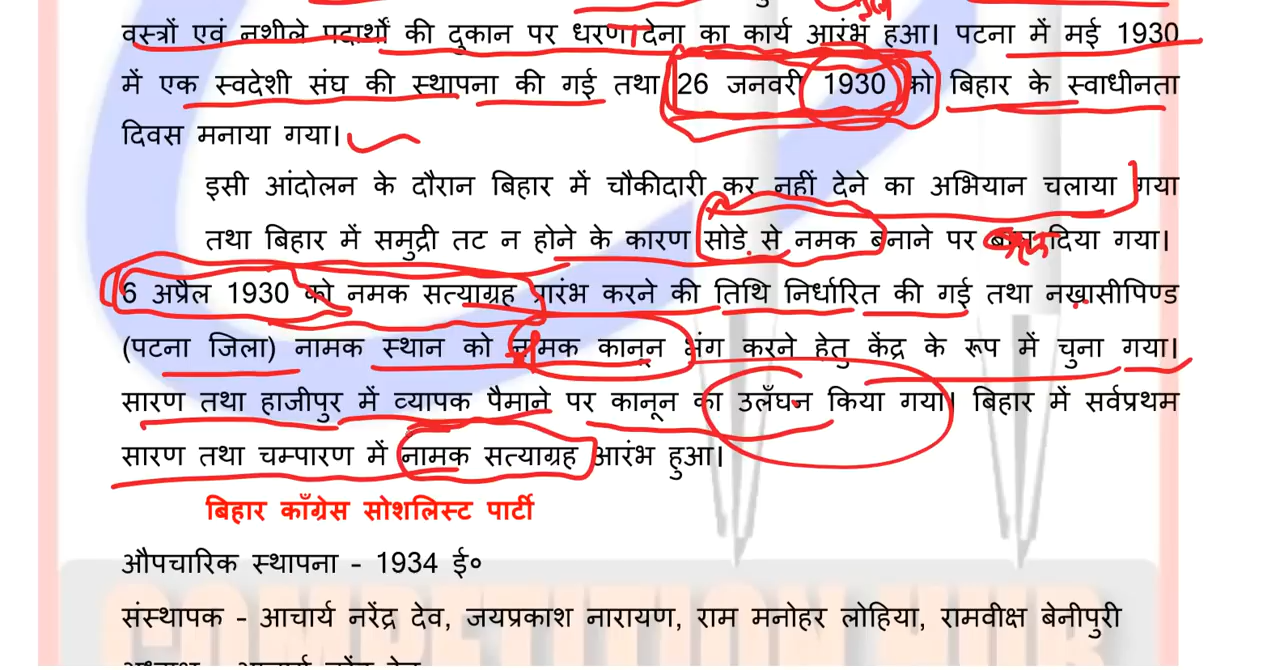 वस्त्रों एवं नशीले पदार्थों की दुकान पर धरण देना का कार्य आरंभ हुआ। पटना में मई 1930
में एक स्वदेशी संघ की स्थापना की गई तथा 26 जनवरी 1930 को बिहार के स्वाधीनता
दिवस मनाया गया।
इसी आंदोलन के दौरान बिहार में चौकीदारी कर नहीं देने का अभियान चलाया गया
तथा बिहार में समुद्री तट न होने के कारण सोडे से नमक बनाने पर दिया गया।
6 अप्रैल 1930 को नमक सत्याग्रह प्रारंभ करने की तिथि निर्धारित की गई तथा नख़ासीपिण्ड
(पटना जिला) नामक स्थान को नामक कानून भंग करने हेतु केंद्र के रूप में चुना गया।
सारण तथा हाजीपुर में व्यापक पैमाने पर कानून का उलँघन किया गया। बिहार में सर्वप्रथम
सारण तथा चम्पारण में नामक सत्याग्रह आरंभ हुआ।
बिहार काँग्रेस सोशलिस्ट पार्टी
औपचारिक स्थापना - 1934 ई०
संस्थापक - आचार्य नरेंद्र देव, जयप्रकाश नारायण, राम मनोहर लोहिया, रामवीक्ष बेनीपुरी
COMPETITION HUB